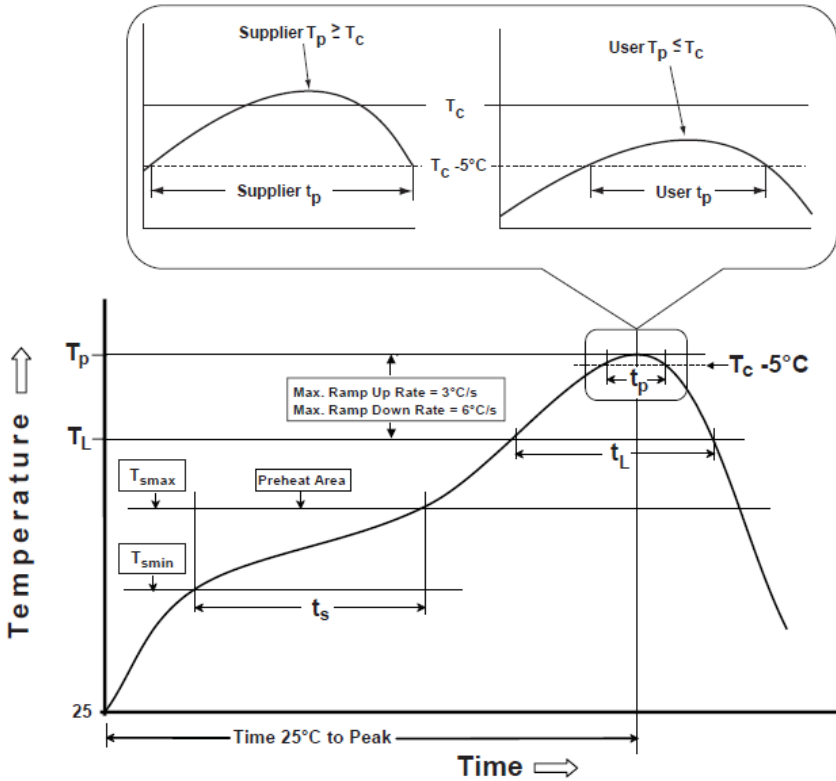 Supplier Tp ≥ Tc
User Tp ≤ Tc
Tc
Tc -5°C
Supplier tp
User tp
Tp
Tc -5°C
tp
Max. Ramp Up Rate = 3°C/s
Max. Ramp Down Rate = 6°C/s
TL
tL
Tsmax
Preheat Area
Tsmin
ts
Temperature
25
Time 25°C to Peak
Time